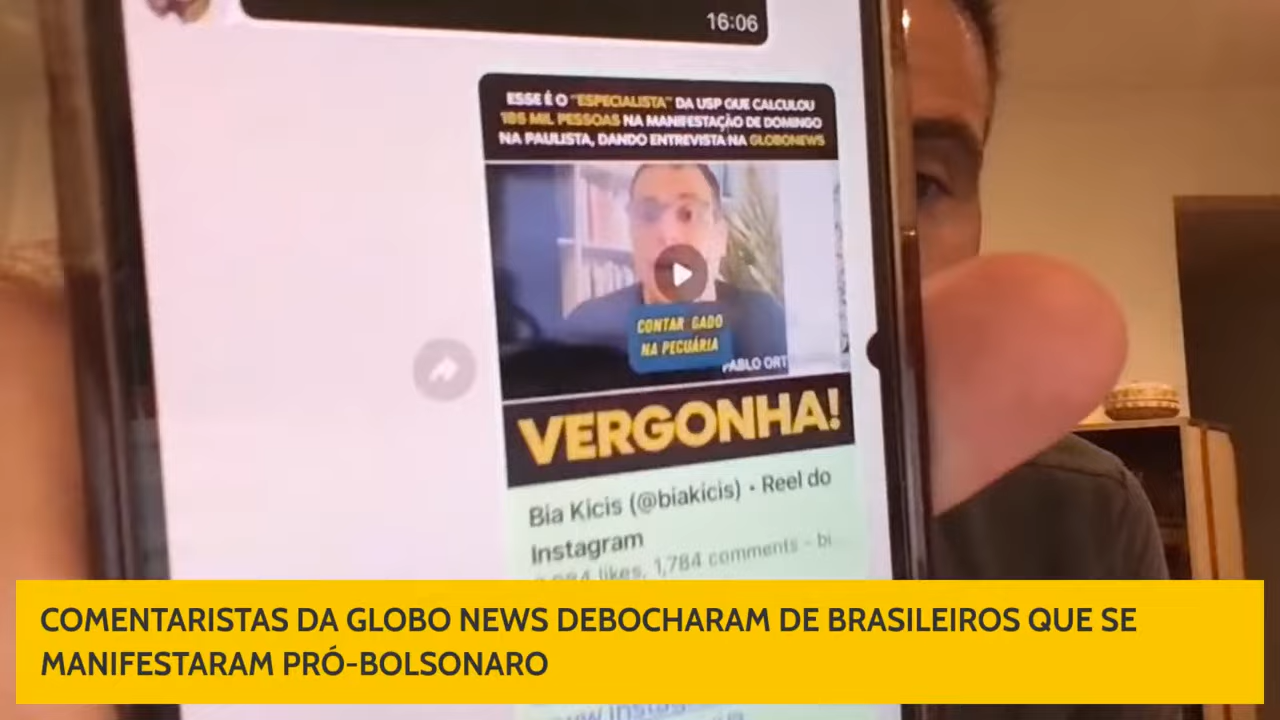 16:06
ESSE É O "ESPECIALISTA" DA USP QUE CALCULOU
185 MIL PESSOAS NA MANIFESTAÇÃO DE DOMINGO
NA PAULISTA, DANDO ENTREVISTA NA GLOBONEWS
CONTAR GADO
NA PECUÁRIA
PABLO ORT
VERGONHA!
Bia Kicis (@biakicis) • Reel do
Instagram
likes, 1,784 comments - bi...
COMENTARISTAS DA GLOBO NEWS DEBOCHARAM DE BRASILEIROS QUE SE
MANIFESTARAM PRÓ-BOLSONARO